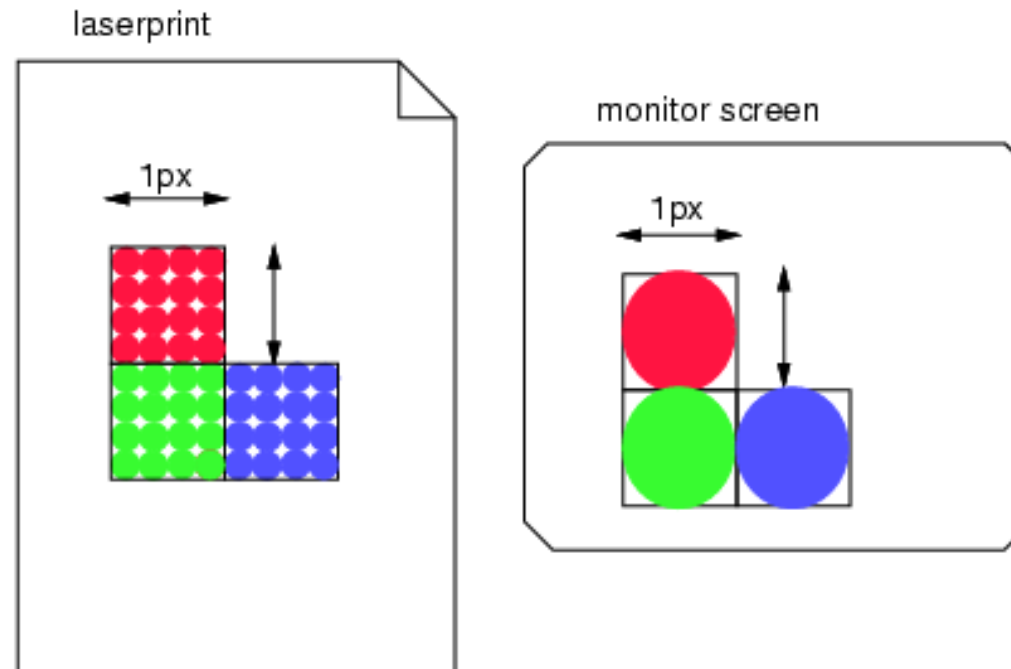 laserprint
1px
monitor screen
1px